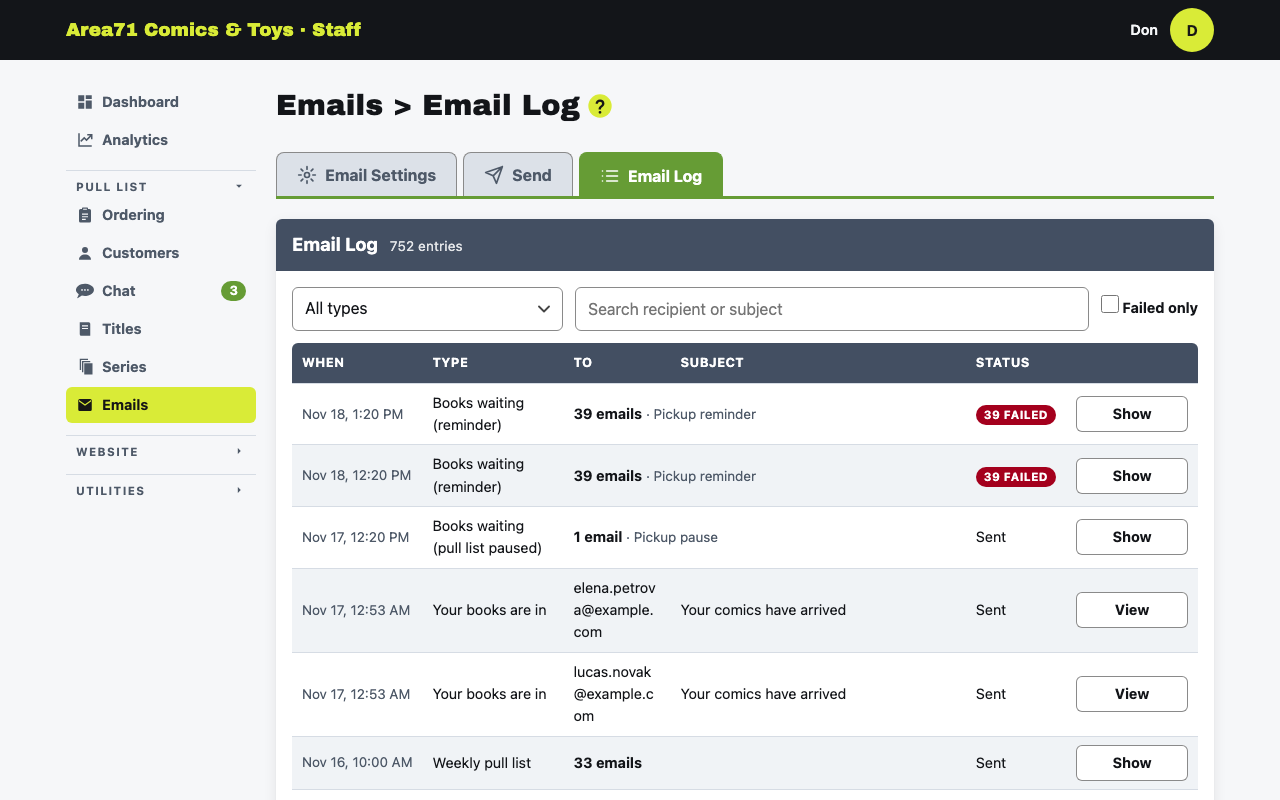 Area71 Comics & Toys · Staff
Don
D
Dashboard
Analytics
PULL LIST
Ordering
Customers
Chat
3
Titles
Series
Emails
WEBSITE
UTILITIES
Emails > Email Log
?
Email Settings
Send
Email Log
Email Log 752 entries
All types
Search recipient or subject
Failed only
WHEN TYPE TO SUBJECT STATUS
Nov 18, 1:20 PM
Books waiting
(reminder)
39 emails · Pickup reminder
39 FAILED
Show
Nov 18, 12:20 PM
Books waiting
(reminder)
39 emails · Pickup reminder
39 FAILED
Show
Nov 17, 12:20 PM
Books waiting
(pull list paused)
1 email · Pickup pause
Sent
Show
Nov 17, 12:53 AM
Your books are in
elena.petrov
a@example.
com
Your comics have arrived
Sent
View
Nov 17, 12:53 AM
Your books are in
lucas.novak
@example.c
om
Your comics have arrived
Sent
View
Nov 16, 10:00 AM
Weekly pull list
33 emails
Sent
Show